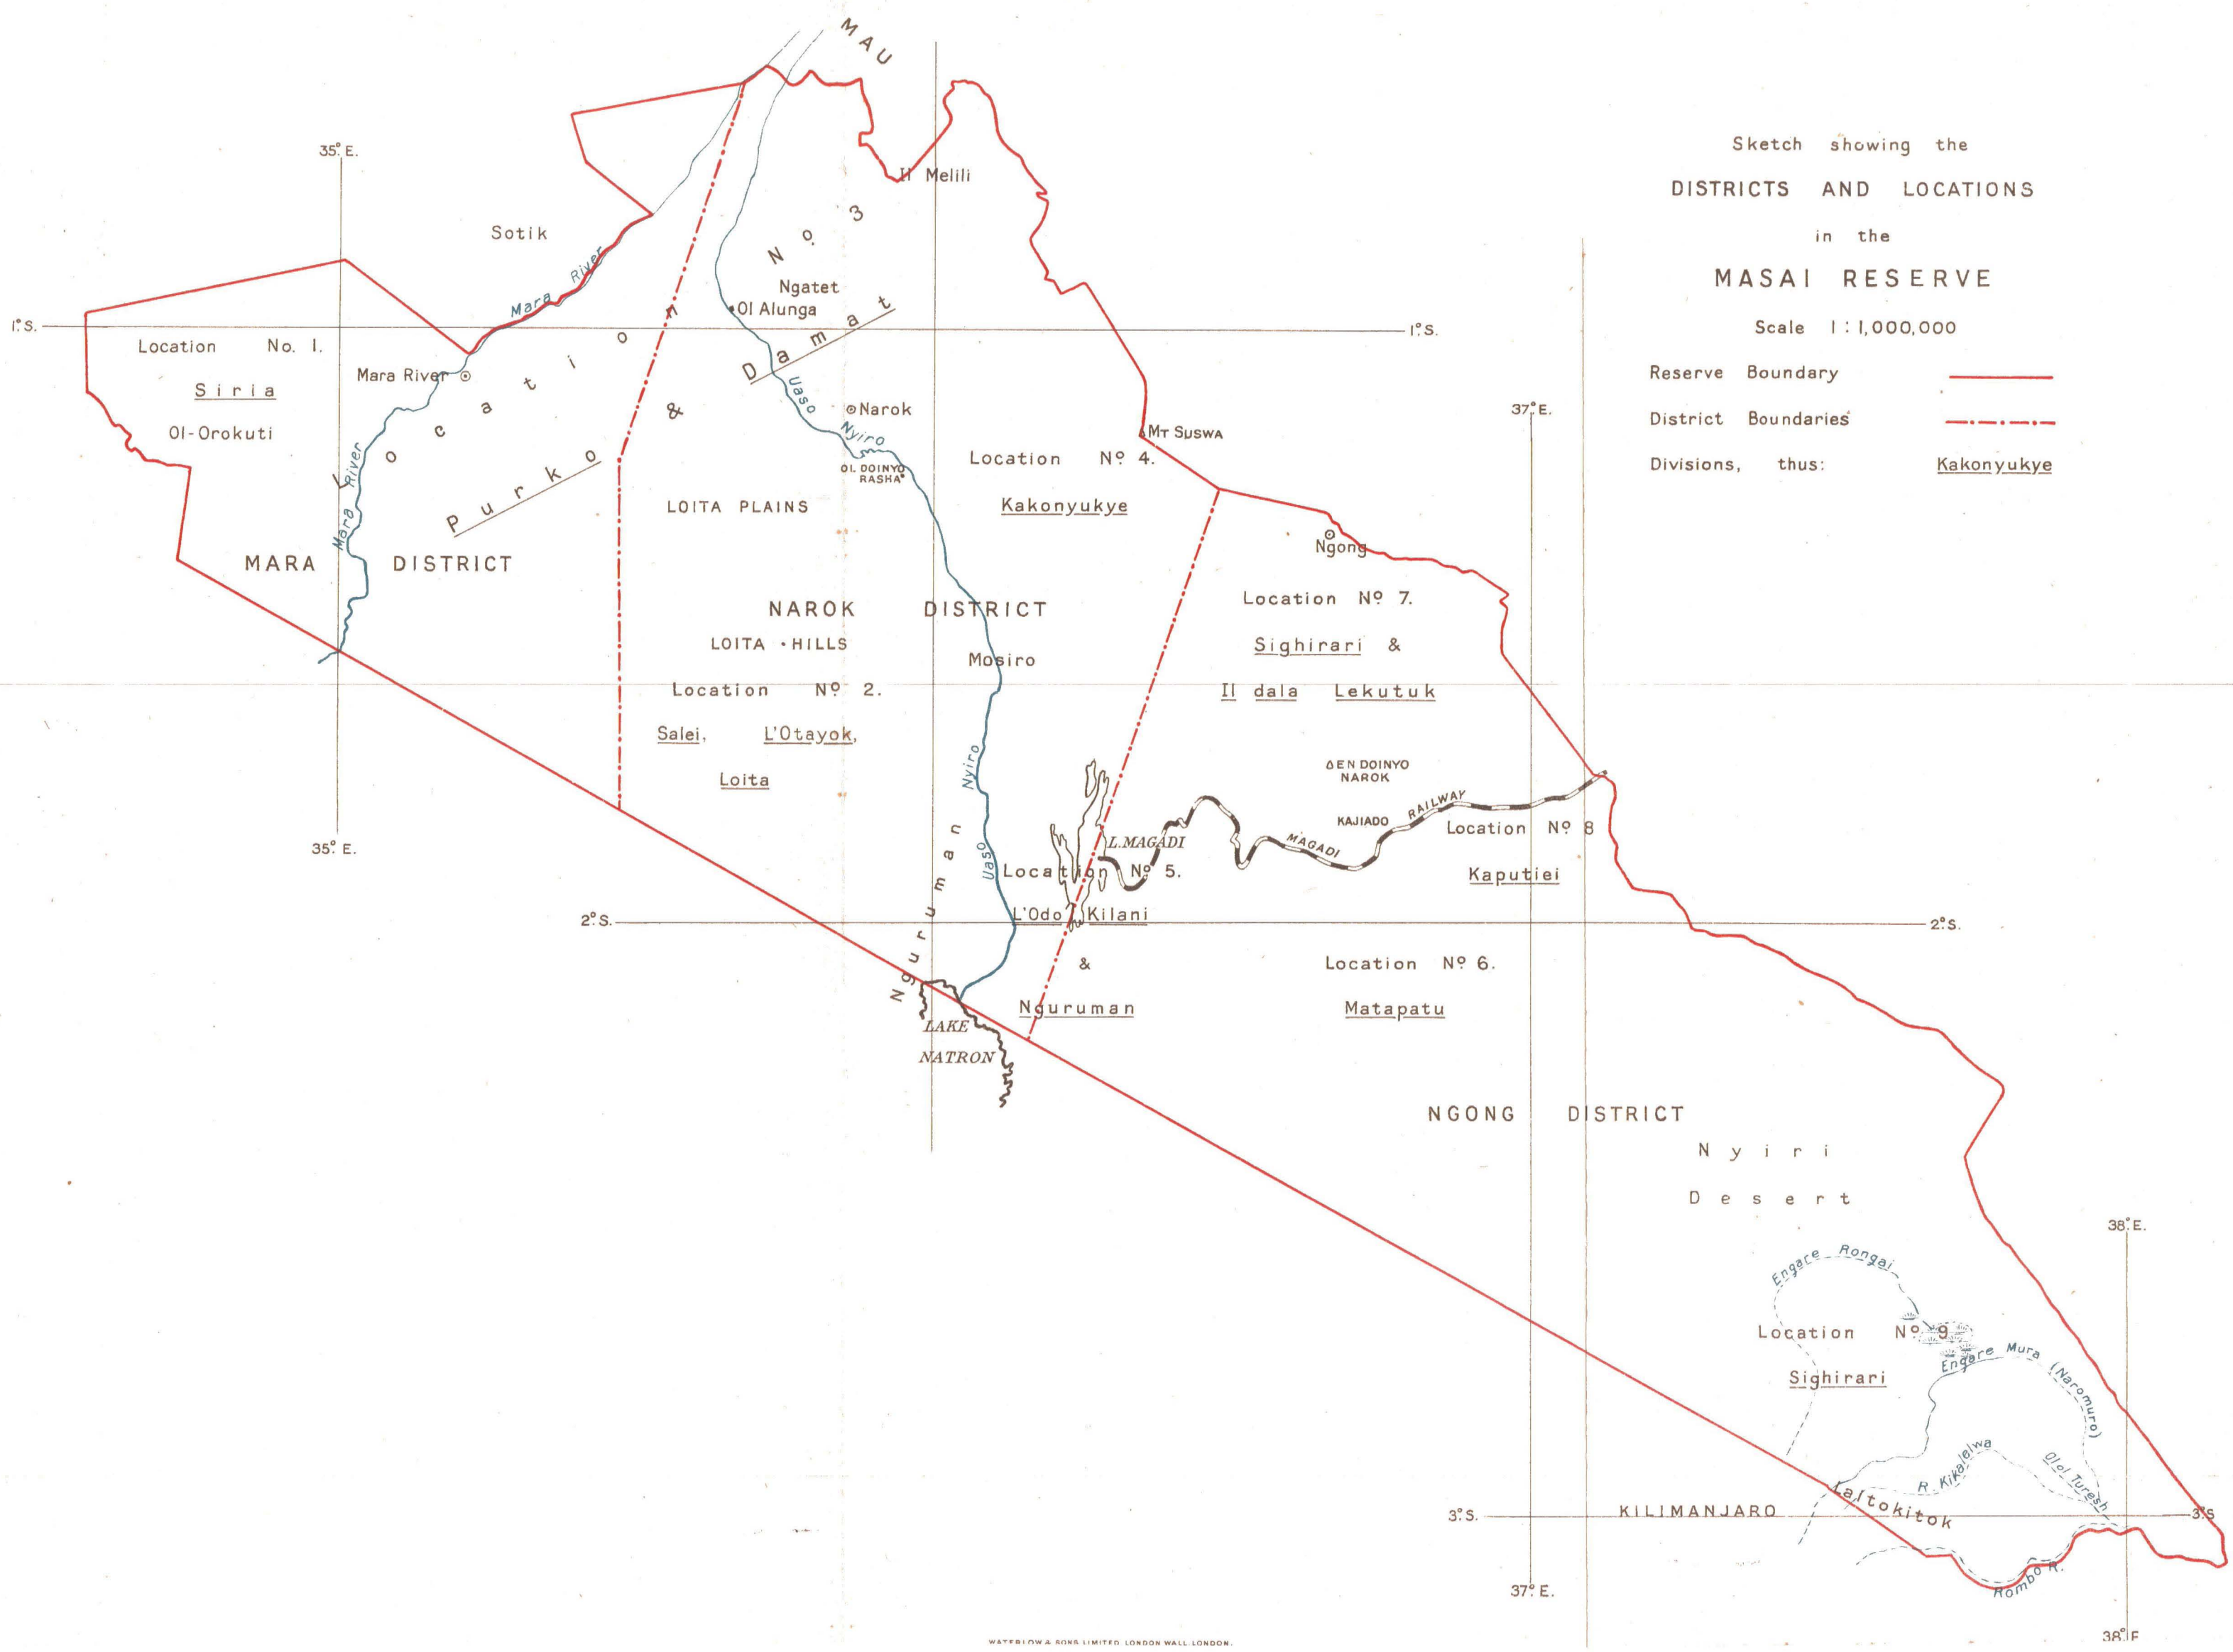 MAU
Sketch showing the
DISTRICTS AND LOCATIONS
in the
MASAI RESERVE
Scale 1 : 1,000,000
Reserve Boundary
District Boundaries
Divisions, thus: Kakonyukye
35° E.
Il Melili
Sotik
Mara River
Location No. 3
Ngatet
Ol Alunga
Damat
&
Purko
1° S.
1° S.
Location No. 1.
Siria
Ol-Orokuti
Mara River
Mara River
MARA DISTRICT
Uaso Nyiro
Narok
OL DOINYO
RASHA
LOITA PLAINS
Location No 4.
Kakonyukye
MT SUSWA
37° E.
Ngong
NAROK DISTRICT
LOITA HILLS
Mosiro
Location No 2.
Salei, L'Otayok,
Loita
Location No 7.
Sighirari &
Il dala Lekutuk
EN DOINYO
NAROK
KAJIADO
MAGADI RAILWAY
Location No 8
Kaputiei
35° E.
Uaso Nyiro
Nguruman
L. MAGADI
Location No 5.
L'Odo Kilani
&
Nguruman
2° S.
2° S.
Location No 6.
Matapatu
LAKE
NATRON
NGONG DISTRICT
Nyiri
Desert
38° E.
Engare Rongai
Location No 9
Sighirari
Engare Mura (Naromuro)
R. Kikalelwa
Olol Turesh
Laltokitok
KILIMANJARO
3° S.
3° S
Rombo R.
37° E.
38° E
WATERLOW & SONS LIMITED, LONDON WALL, LONDON.